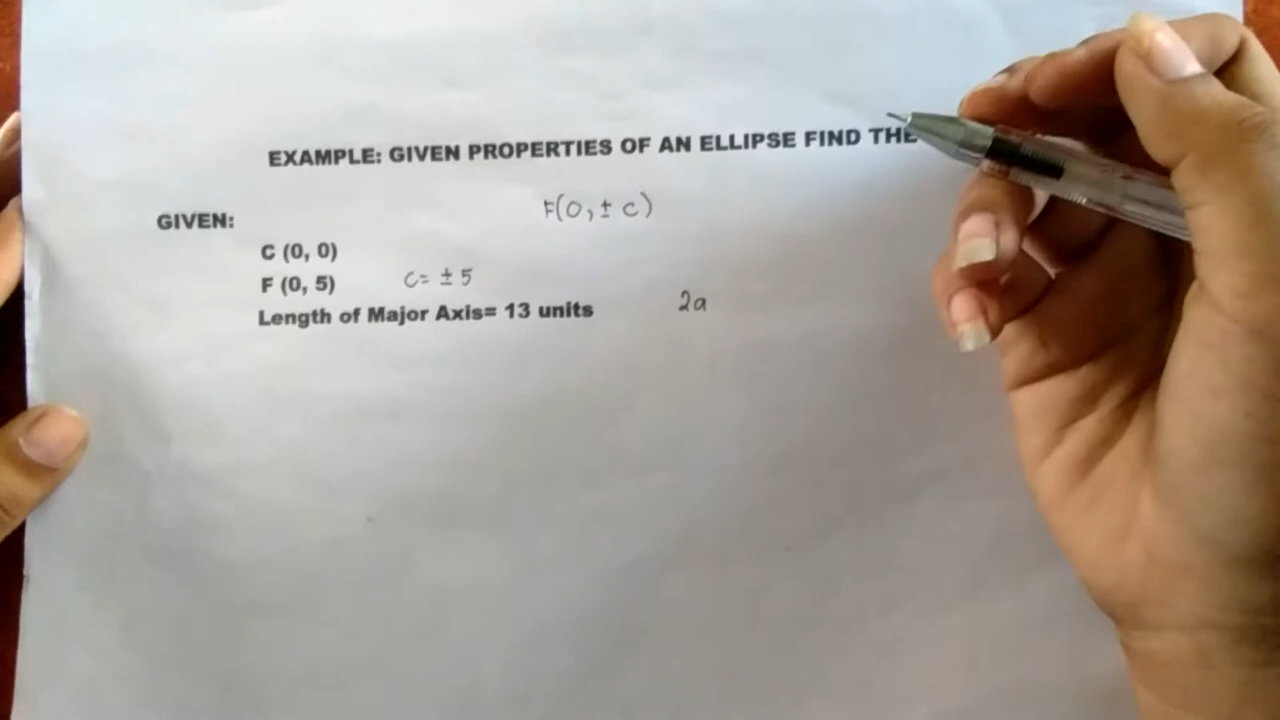 EXAMPLE: GIVEN PROPERTIES OF AN ELLIPSE FIND THE
F(0, ± c)
GIVEN:
C (0, 0)
F (0, 5) c= ± 5
Length of Major Axis= 13 units 2a